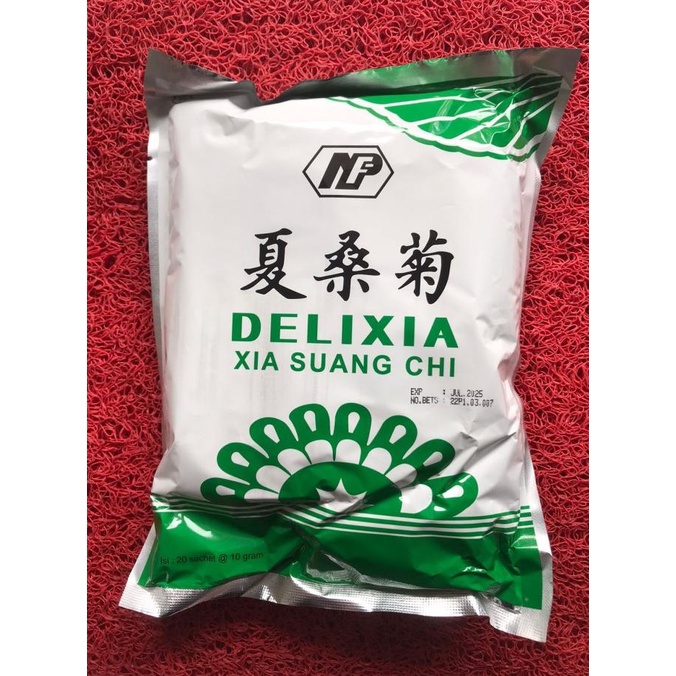 NFP
夏桑菊
DELIXIA
XIA SUANG CHI
EXP : JUL.2025
NO.BETS : 22P1.03.007
Isi : 20 sachet @ 10 gram